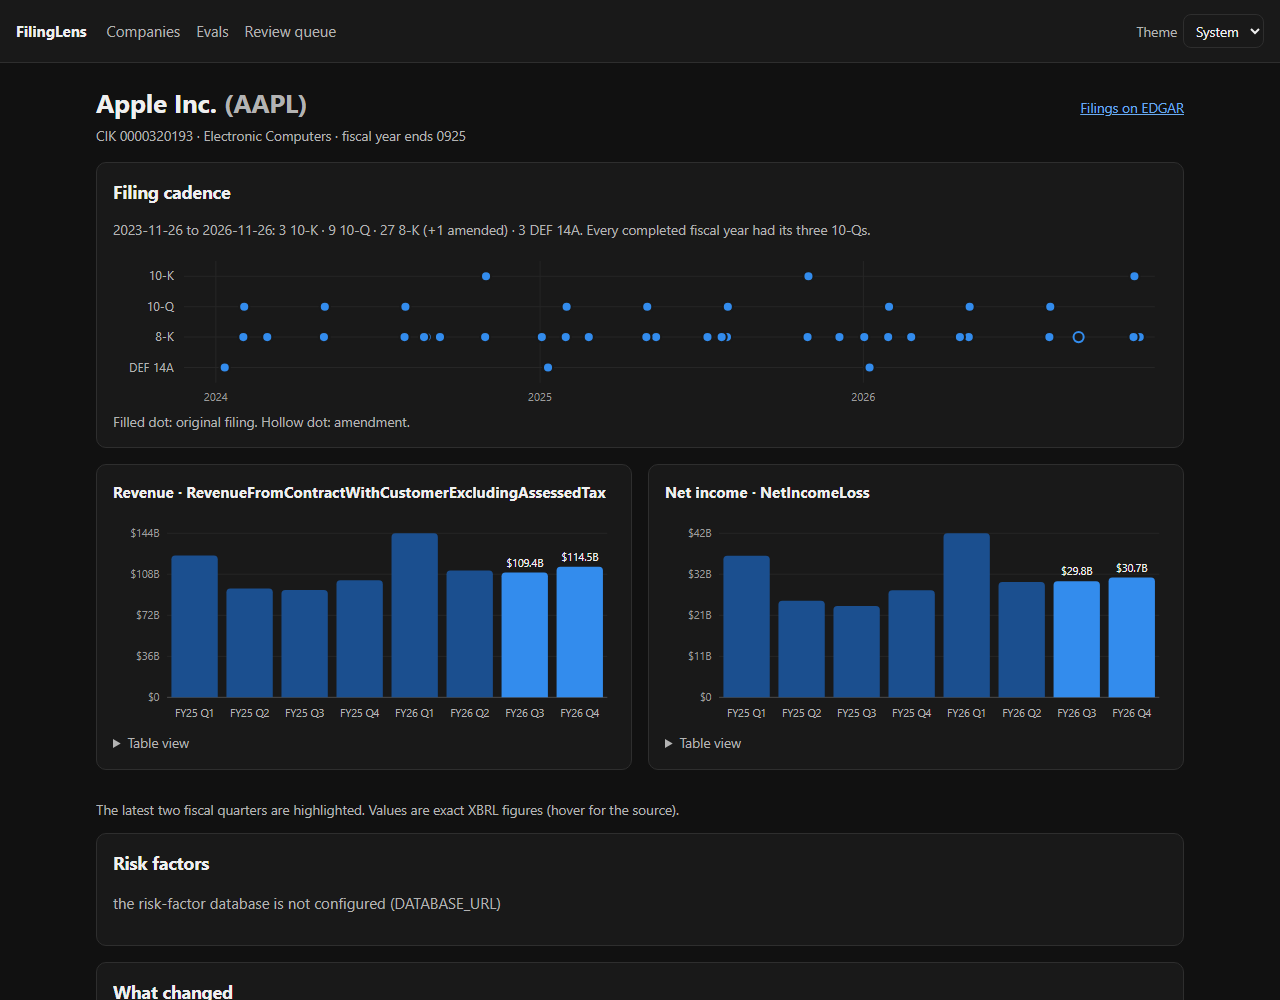 FilingLens Companies Evals Review queue Theme System
Apple Inc. (AAPL) Filings on EDGAR
CIK 0000320193 · Electronic Computers · fiscal year ends 0925
Filing cadence
2023-11-26 to 2026-11-26: 3 10-K · 9 10-Q · 27 8-K (+1 amended) · 3 DEF 14A. Every completed fiscal year had its three 10-Qs.
10-K
10-Q
8-K
DEF 14A
2024 2025 2026
Filled dot: original filing. Hollow dot: amendment.
Revenue · RevenueFromContractWithCustomerExcludingAssessedTax
$144B
$108B
$72B
$36B
$0
$109.4B $114.5B
FY25 Q1 FY25 Q2 FY25 Q3 FY25 Q4 FY26 Q1 FY26 Q2 FY26 Q3 FY26 Q4
Table view
Net income · NetIncomeLoss
$42B
$32B
$21B
$11B
$0
$29.8B $30.7B
FY25 Q1 FY25 Q2 FY25 Q3 FY25 Q4 FY26 Q1 FY26 Q2 FY26 Q3 FY26 Q4
Table view
The latest two fiscal quarters are highlighted. Values are exact XBRL figures (hover for the source).
Risk factors
the risk-factor database is not configured (DATABASE_URL)
What changed